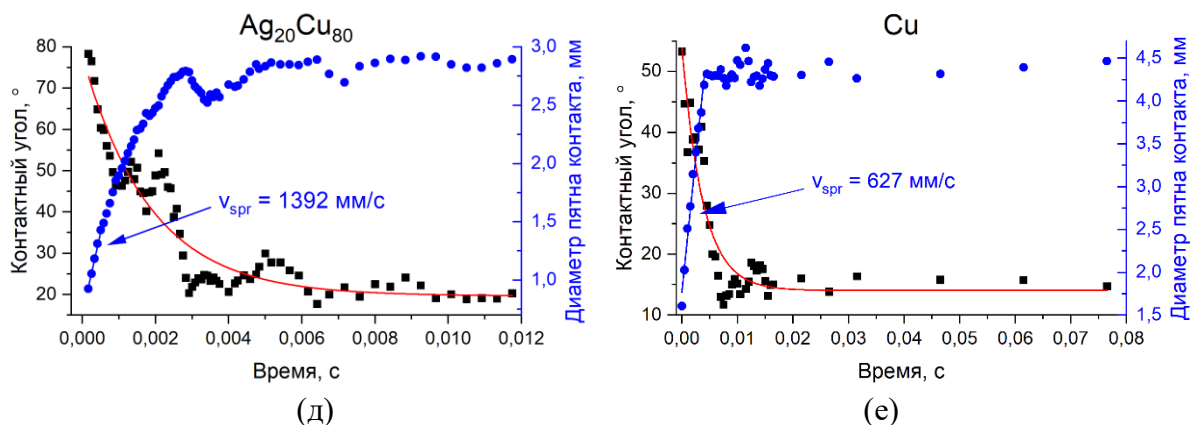 Ag₂₀Cu₈₀
Контактный угол, °
80
70
60
50
40
30
20
v_spr = 1392 мм/с
3,0
2,5
2,0
1,5
1,0
Диаметр пятна контакта, мм
0,000 0,002 0,004 0,006 0,008 0,010 0,012
Время, с
(д)
Cu
Контактный угол, °
50
40
30
20
10
v_spr = 627 мм/с
4,5
4,0
3,5
3,0
2,5
2,0
1,5
Диаметр пятна контакта, мм
0,00 0,01 0,02 0,03 0,04 0,05 0,06 0,07 0,08
Время, с
(е)